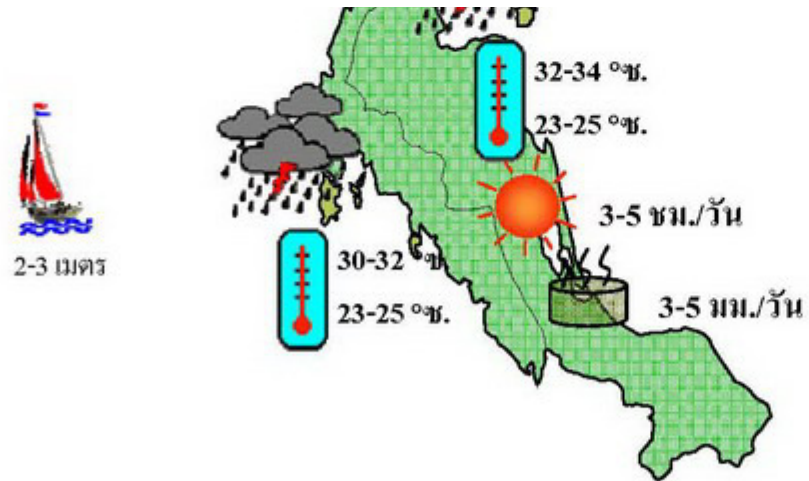 32-34 °ซ.
23-25 °ซ.
3-5 ชม./วัน
2-3 เมตร
30-32 °ซ
23-25 °ซ.
3-5 มม./วัน